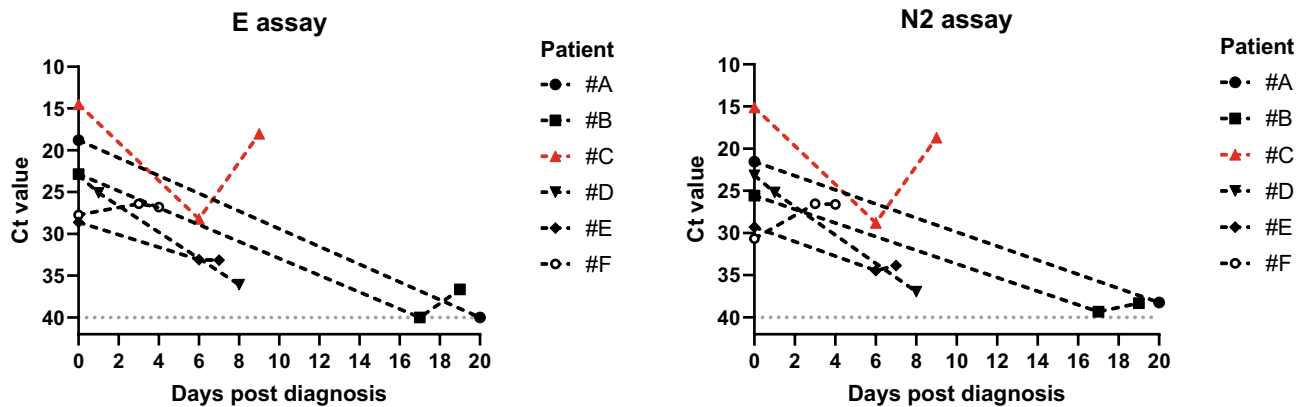 E assay
Ct value
10
15
20
25
30
35
40
0 2 4 6 8 10 12 14 16 18 20
Days post diagnosis
Patient
#A
#B
#C
#D
#E
#F
N2 assay
Ct value
10
15
20
25
30
35
40
0 2 4 6 8 10 12 14 16 18 20
Days post diagnosis
Patient
#A
#B
#C
#D
#E
#F